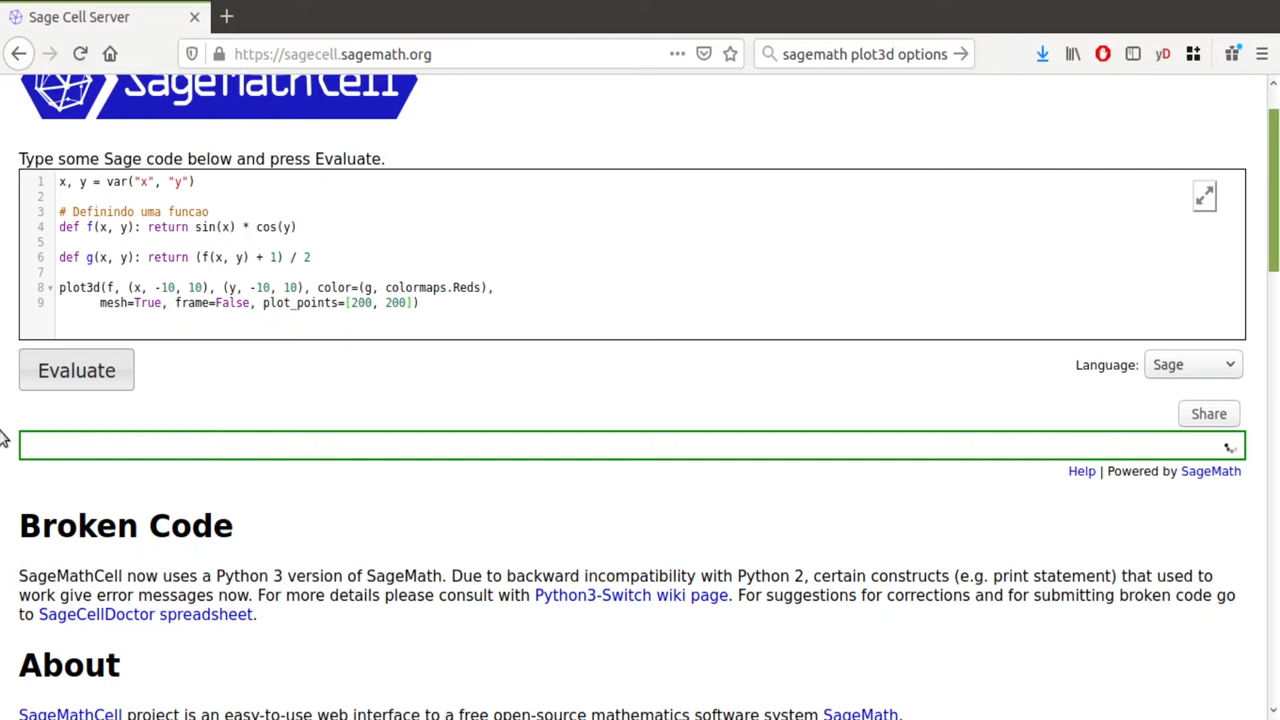 Sage Cell Server
https://sagecell.sagemath.org
sagemath plot3d options
yD
SageMathCell
Type some Sage code below and press Evaluate.
1 x, y = var("x", "y")
2
3 # Definindo uma funcao
4 def f(x, y): return sin(x) * cos(y)
5
6 def g(x, y): return (f(x, y) + 1) / 2
7
8 plot3d(f, (x, -10, 10), (y, -10, 10), color=(g, colormaps.Reds),
9 mesh=True, frame=False, plot_points=[200, 200])
Evaluate
Language: Sage
Share
Help | Powered by SageMath
Broken Code
SageMathCell now uses a Python 3 version of SageMath. Due to backward incompatibility with Python 2, certain constructs (e.g. print statement) that used to
work give error messages now. For more details please consult with Python3-Switch wiki page. For suggestions for corrections and for submitting broken code go
to SageCellDoctor spreadsheet.
About
SageMathCell project is an easy-to-use web interface to a free open-source mathematics software system SageMath.